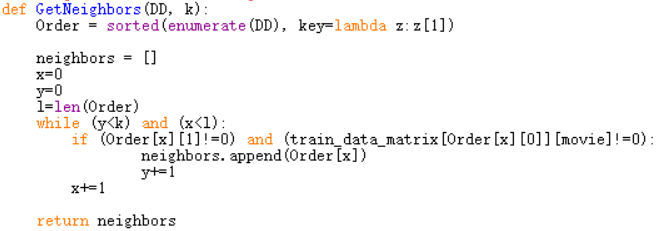 def GetNeighbors(DD, k):
    Order = sorted(enumerate(DD), key=lambda z:z[1])

    neighbors = []
    x=0
    y=0
    l=len(Order)
    while (y<k) and (x<l):
        if (Order[x][1]!=0) and (train_data_matrix[Order[x][0]][movie]!=0):
                neighbors.append(Order[x])
                y+=1
        x+=1

    return neighbors